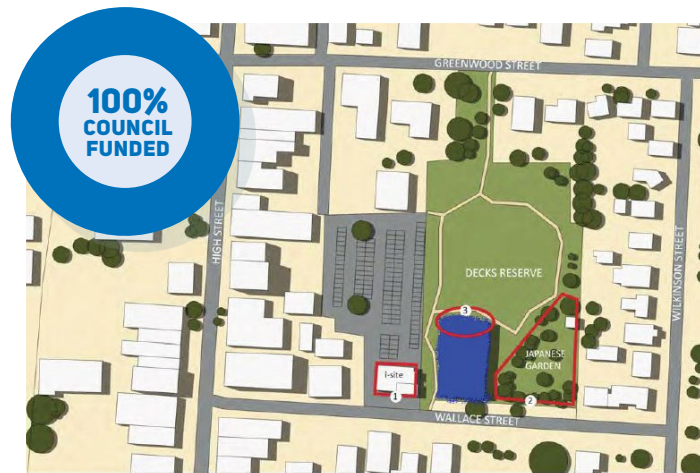 100%
COUNCIL
FUNDED
GREENWOOD STREET
HIGH STREET
WILKINSON STREET
DECKS RESERVE
3
JAPANESE
GARDEN
i-site
1
2
WALLACE STREET